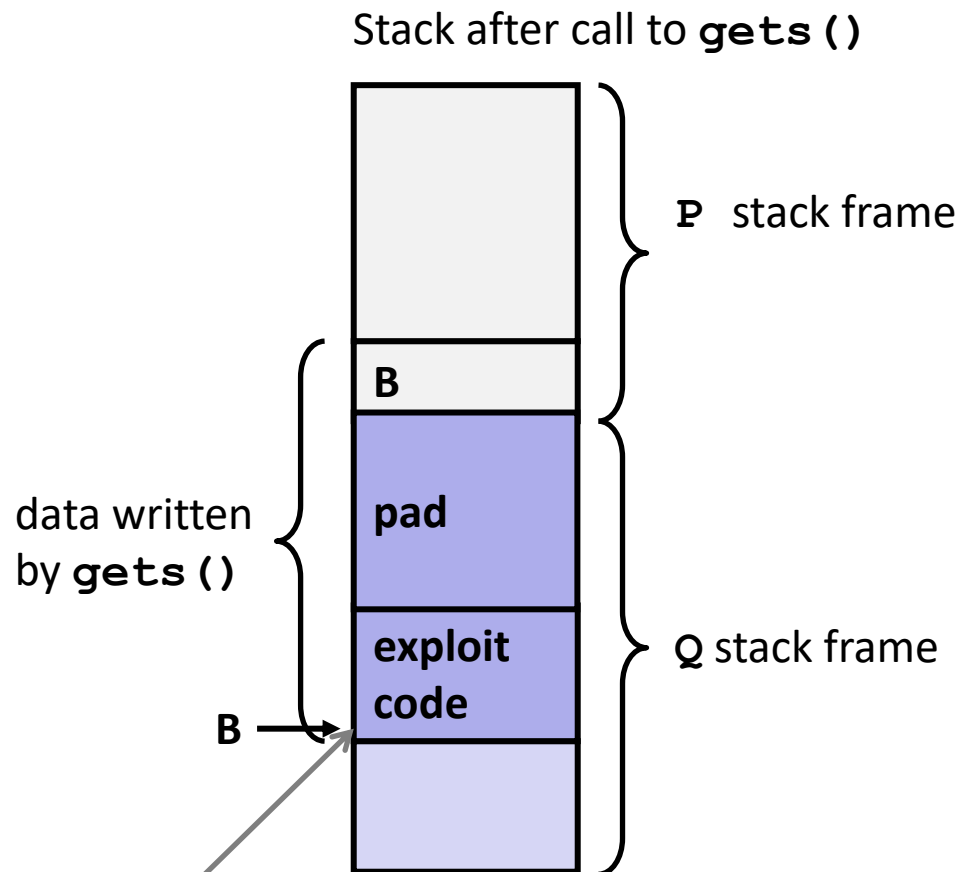 Stack after call to gets()
P stack frame
B
pad
data written
by gets()
exploit
code
Q stack frame
B